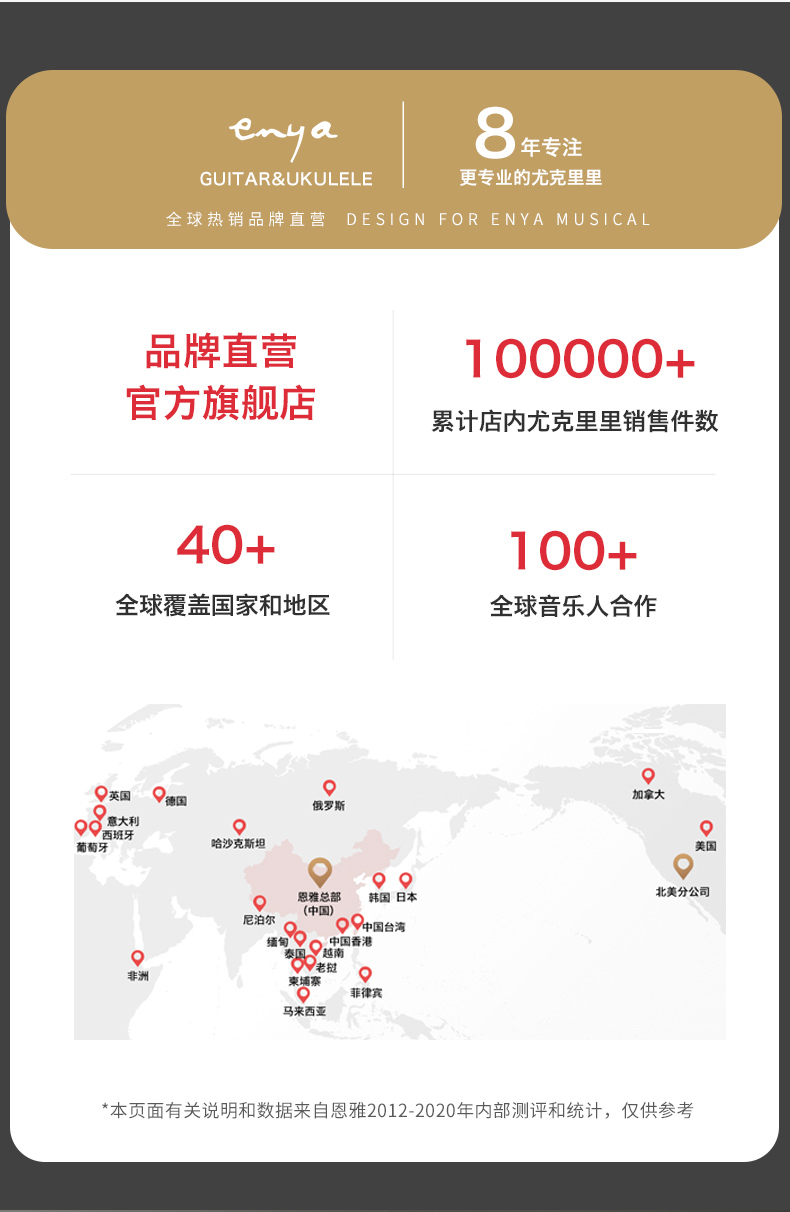 enya
GUITAR&UKULELE
8年专注
更专业的尤克里里
全球热销品牌直营 DESIGN FOR ENYA MUSICAL
品牌直营
官方旗舰店
100000+
累计店内尤克里里销售件数
40+
全球覆盖国家和地区
100+
全球音乐人合作
英国
德国
意大利
西班牙
葡萄牙
俄罗斯
哈沙克斯坦
加拿大
美国
北美分公司
恩雅总部
（中国）
韩国
日本
尼泊尔
缅甸
中国台湾
中国香港
泰国
越南
老挝
非洲
柬埔寨
菲律宾
马来西亚
*本页面有关说明和数据来自恩雅2012-2020年内部测评和统计，仅供参考